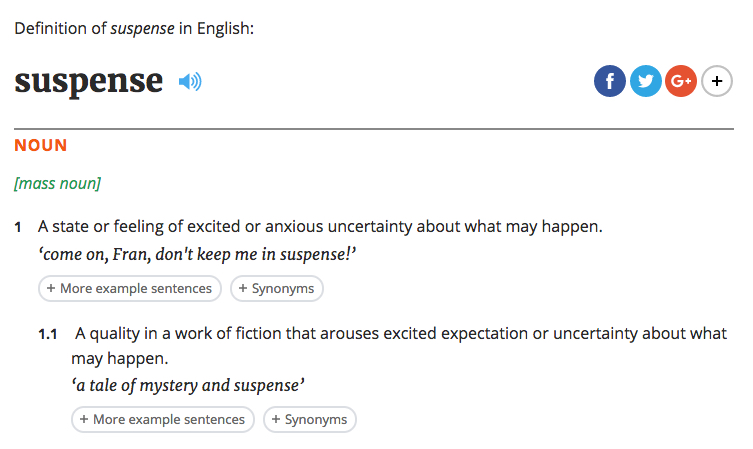 Definition of suspense in English:
suspense
f G+ +
NOUN
[mass noun]
1 A state or feeling of excited or anxious uncertainty about what may happen.
‘come on, Fran, don't keep me in suspense!’
+ More example sentences + Synonyms
1.1 A quality in a work of fiction that arouses excited expectation or uncertainty about what
may happen.
‘a tale of mystery and suspense’
+ More example sentences + Synonyms